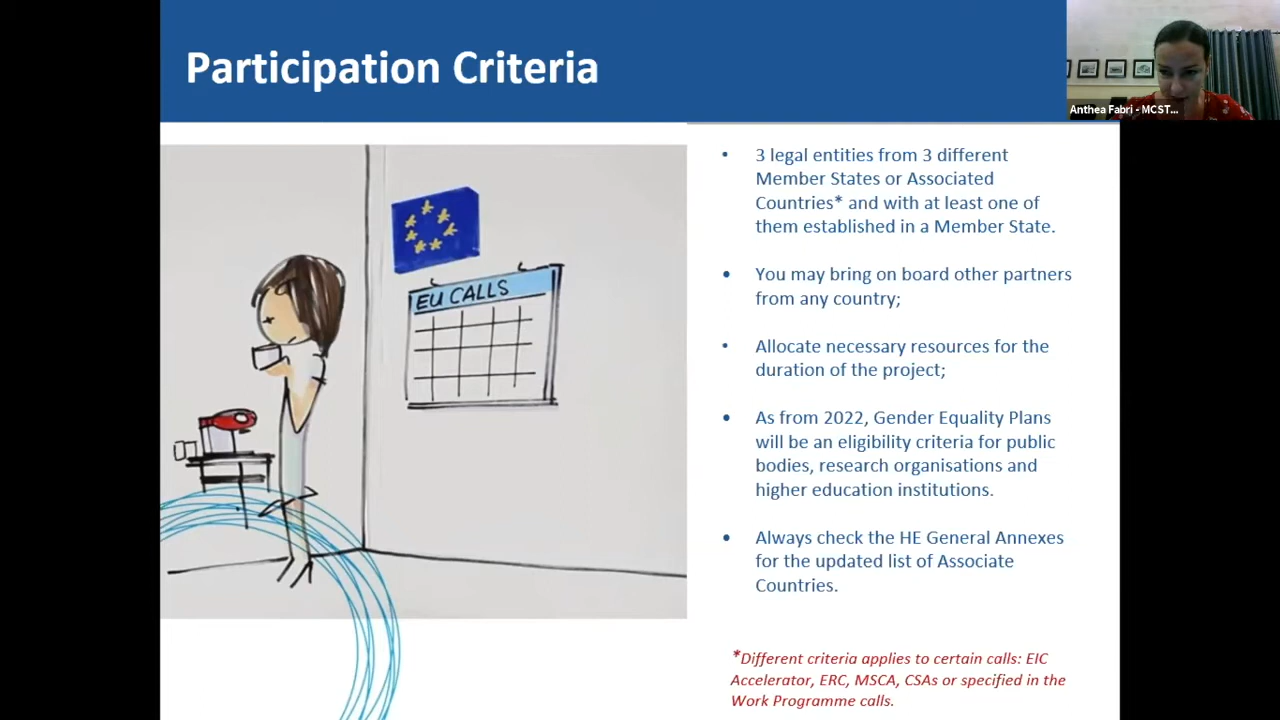 Participation Criteria
Anthea Fabri - MCST...
EU CALLS
• 3 legal entities from 3 different
Member States or Associated
Countries* and with at least one of
them established in a Member State.
• You may bring on board other partners
from any country;
• Allocate necessary resources for the
duration of the project;
• As from 2022, Gender Equality Plans
will be an eligibility criteria for public
bodies, research organisations and
higher education institutions.
• Always check the HE General Annexes
for the updated list of Associate
Countries.
*Different criteria applies to certain calls: EIC
Accelerator, ERC, MSCA, CSAs or specified in the
Work Programme calls.